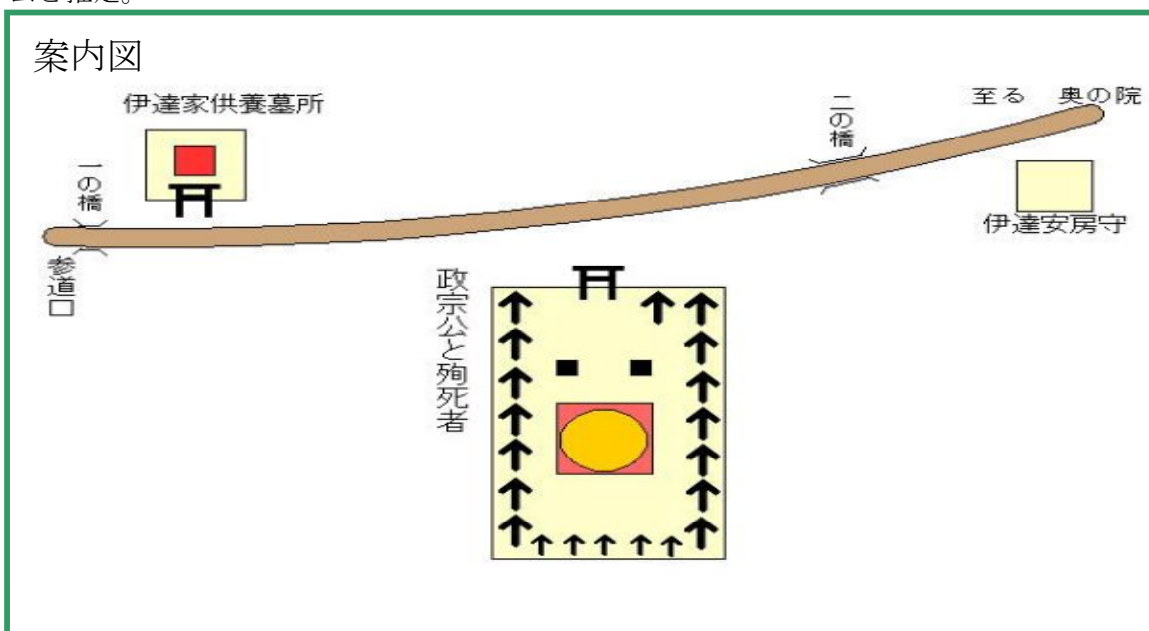 案内図
伊達家供養墓所
一の橋
参道口
政宗公と殉死者
二の橋
至る 奥の院
伊達安房守